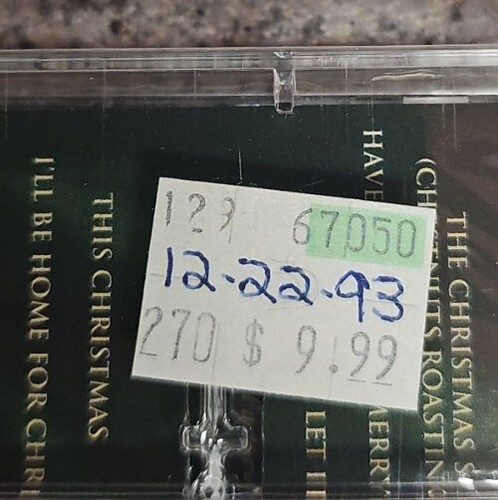 129 67050
12-22-93
270 $ 9.99
THE CHRISTMAS S
(CHESTNUTS ROASTIN
HAVE
MERRY
LET I
THIS CHRISTMAS
I'LL BE HOME FOR CHRI